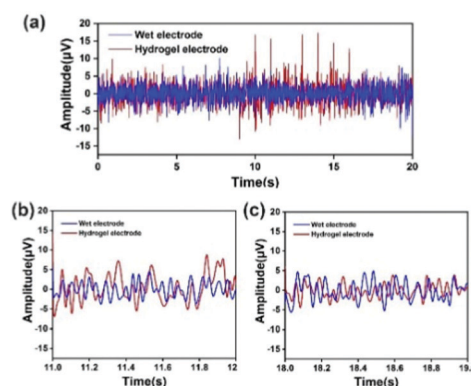 (a)
Wet electrode
Hydrogel electrode
Amplitude(μV)
20
15
10
5
0
-5
-10
-15
0
5
10
15
20
Time(s)
(b)
Wet electrode
Hydrogel electrode
Amplitude(μV)
20
15
10
5
0
-5
-10
-15
11.0
11.2
11.4
11.6
11.8
12
Time(s)
(c)
Wet electrode
Hydrogel electrode
Amplitude(μV)
20
15
10
5
0
-5
-10
-15
18.0
18.2
18.4
18.6
18.8
19.
Time(s)